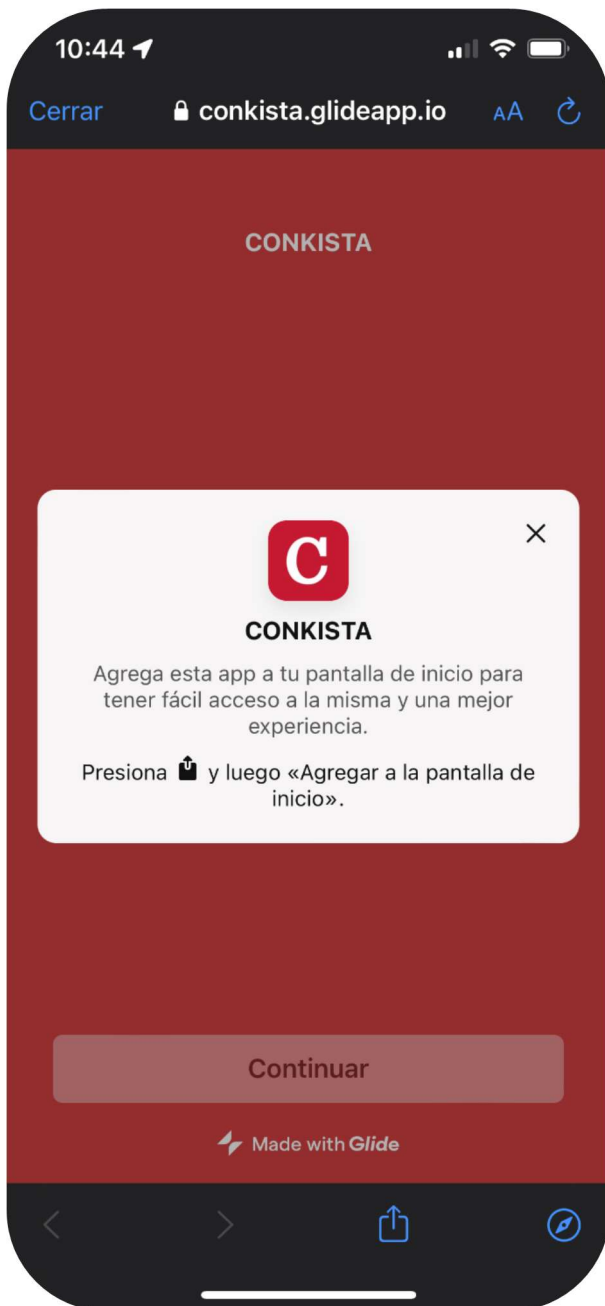 10:44
Cerrar conkista.glideapp.io AA
CONKISTA
C
CONKISTA
Agrega esta app a tu pantalla de inicio para
tener fácil acceso a la misma y una mejor
experiencia.
Presiona y luego «Agregar a la pantalla de
inicio».
Continuar
Made with Glide